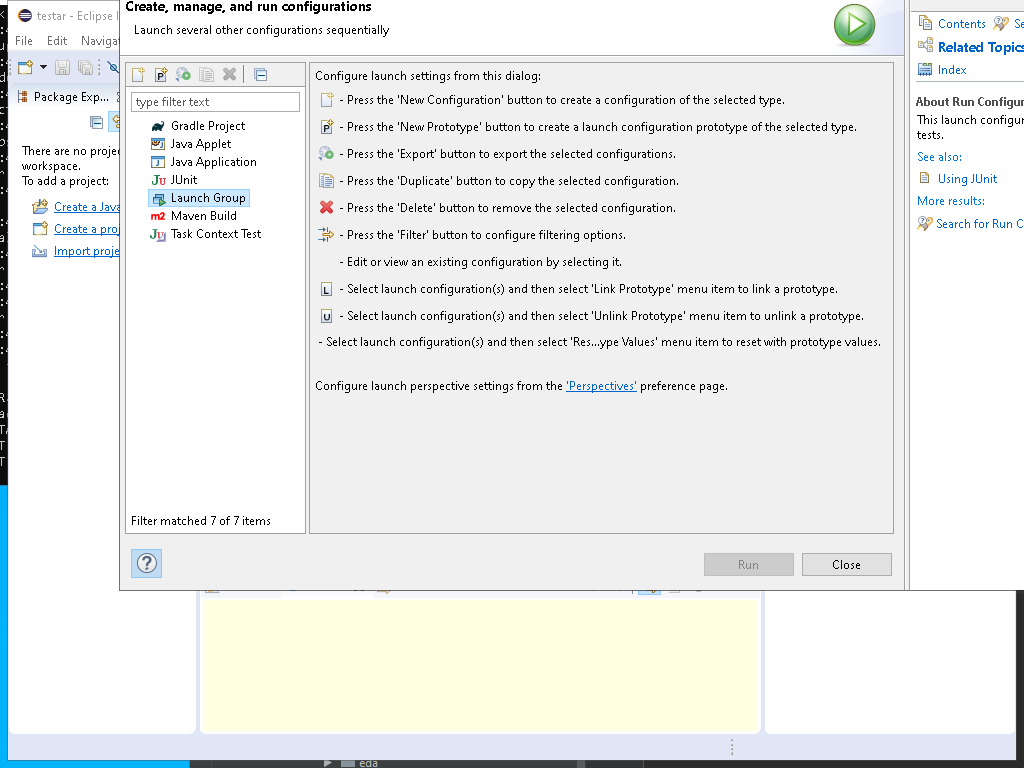 testar - Eclipse I
File Edit Naviga
Package Exp...
There are no proje
workspace.
To add a project:
Create a Java
Create a proj
Import proje
Create, manage, and run configurations
Launch several other configurations sequentially
type filter text
Gradle Project
Java Applet
Java Application
JUnit
Launch Group
Maven Build
Task Context Test
Filter matched 7 of 7 items
Configure launch settings from this dialog:
- Press the 'New Configuration' button to create a configuration of the selected type.
- Press the 'New Prototype' button to create a launch configuration prototype of the selected type.
- Press the 'Export' button to export the selected configurations.
- Press the 'Duplicate' button to copy the selected configuration.
- Press the 'Delete' button to remove the selected configuration.
- Press the 'Filter' button to configure filtering options.
- Edit or view an existing configuration by selecting it.
- Select launch configuration(s) and then select 'Link Prototype' menu item to link a prototype.
- Select launch configuration(s) and then select 'Unlink Prototype' menu item to unlink a prototype.
- Select launch configuration(s) and then select 'Res...ype Values' menu item to reset with prototype values.
Configure launch perspective settings from the 'Perspectives' preference page.
Run Close
Contents Se
Related Topics
Index
About Run Configur
This launch configur
tests.
See also:
Using JUnit
More results:
Search for Run C
eda